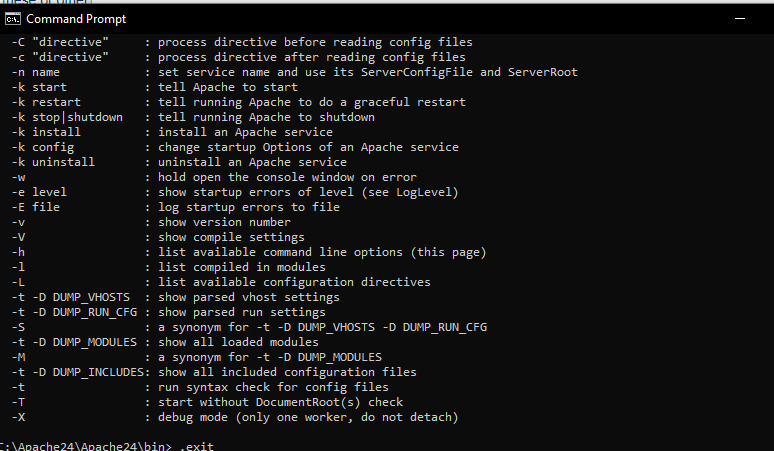 Command Prompt
-C "directive"     : process directive before reading config files
-c "directive"     : process directive after reading config files
-n name            : set service name and use its ServerConfigFile and ServerRoot
-k start           : tell Apache to start
-k restart         : tell running Apache to do a graceful restart
-k stop|shutdown   : tell running Apache to shutdown
-k install         : install an Apache service
-k config          : change startup Options of an Apache service
-k uninstall       : uninstall an Apache service
-w                 : hold open the console window on error
-e level           : show startup errors of level (see LogLevel)
-E file            : log startup errors to file
-v                 : show version number
-V                 : show compile settings
-h                 : list available command line options (this page)
-l                 : list compiled in modules
-L                 : list available configuration directives
-t -D DUMP_VHOSTS  : show parsed vhost settings
-t -D DUMP_RUN_CFG : show parsed run settings
-S                 : a synonym for -t -D DUMP_VHOSTS -D DUMP_RUN_CFG
-t -D DUMP_MODULES : show all loaded modules
-M                 : a synonym for -t -D DUMP_MODULES
-t -D DUMP_INCLUDES: show all included configuration files
-t                 : run syntax check for config files
-T                 : start without DocumentRoot(s) check
-X                 : debug mode (only one worker, do not detach)
C:\Apache24\Apache24\bin> .exit